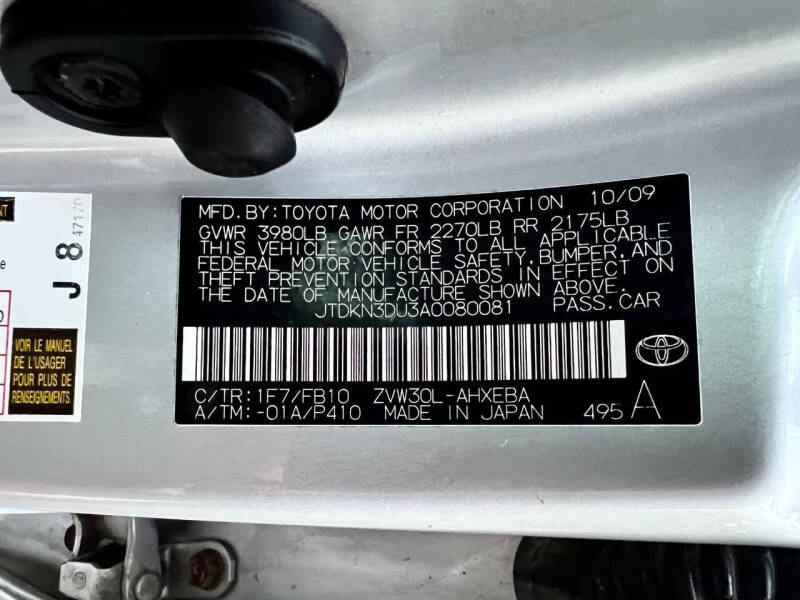 MFD. BY: TOYOTA MOTOR CORPORATION 10/09
GVWR 3980LB GAWR FR 2270LB RR 2175LB
THIS VEHICLE CONFORMS TO ALL APPLICABLE
FEDERAL MOTOR VEHICLE SAFETY, BUMPER, AND
THEFT PREVENTION STANDARDS IN EFFECT ON
THE DATE OF MANUFACTURE SHOWN ABOVE.
JTDKN3DU3A0080081 PASS. CAR
C/TR: 1F7/FB10 ZVW30L-AHXEBA
A/TM: -01A/P410 MADE IN JAPAN 495 A
J 8
47170
VOIR LE MANUEL
DE L'USAGER
POUR PLUS DE
RENSEIGNEMENTS